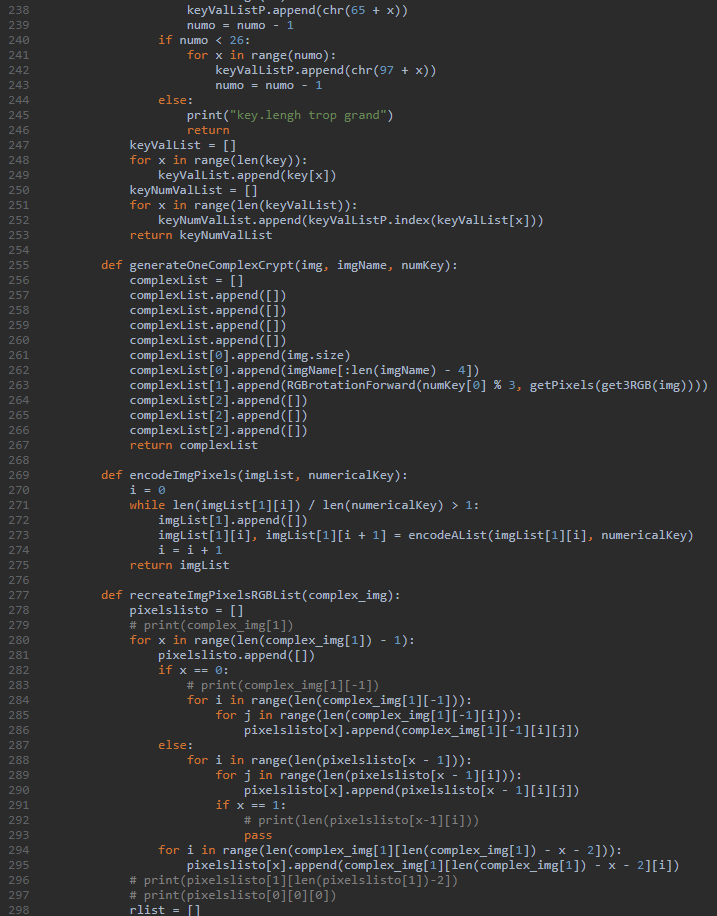 238 keyValListP.append(chr(65 + x))
239 numo = numo - 1
240 if numo < 26:
241 for x in range(numo):
242 keyValListP.append(chr(97 + x))
243 numo = numo - 1
244 else:
245 print("key.lengh trop grand")
246 return
247 keyValList = []
248 for x in range(len(key)):
249 keyValList.append(key[x])
250 keyNumValList = []
251 for x in range(len(keyValList)):
252 keyNumValList.append(keyValListP.index(keyValList[x]))
253 return keyNumValList
254
255 def generateOneComplexCrypt(img, imgName, numKey):
256 complexList = []
257 complexList.append([])
258 complexList.append([])
259 complexList.append([])
260 complexList.append([])
261 complexList[0].append(img.size)
262 complexList[0].append(imgName[:len(imgName) - 4])
263 complexList[1].append(RGBrotationForward(numKey[0] % 3, getPixels(get3RGB(img))))
264 complexList[2].append([])
265 complexList[2].append([])
266 complexList[2].append([])
267 return complexList
268
269 def encodeImgPixels(imgList, numericalKey):
270 i = 0
271 while len(imgList[1][i]) / len(numericalKey) > 1:
272 imgList[1].append([])
273 imgList[1][i], imgList[1][i + 1] = encodeAList(imgList[1][i], numericalKey)
274 i = i + 1
275 return imgList
276
277 def recreateImgPixelsRGBList(complex_img):
278 pixelslisto = []
279 # print(complex_img[1])
280 for x in range(len(complex_img[1]) - 1):
281 pixelslisto.append([])
282 if x == 0:
283 # print(complex_img[1][-1])
284 for i in range(len(complex_img[1][-1])):
285 for j in range(len(complex_img[1][-1][i])):
286 pixelslisto[x].append(complex_img[1][-1][i][j])
287 else:
288 for i in range(len(pixelslisto[x - 1])):
289 for j in range(len(pixelslisto[x - 1][i])):
290 pixelslisto[x].append(pixelslisto[x - 1][i][j])
291 if x == 1:
292 # print(len(pixelslisto[x-1][i]))
293 pass
294 for i in range(len(complex_img[1][len(complex_img[1]) - x - 2])):
295 pixelslisto[x].append(complex_img[1][len(complex_img[1]) - x - 2][i])
296 # print(pixelslisto[1][len(pixelslisto[1])-2])
297 # print(pixelslisto[0][0][0])
298 rlist = []